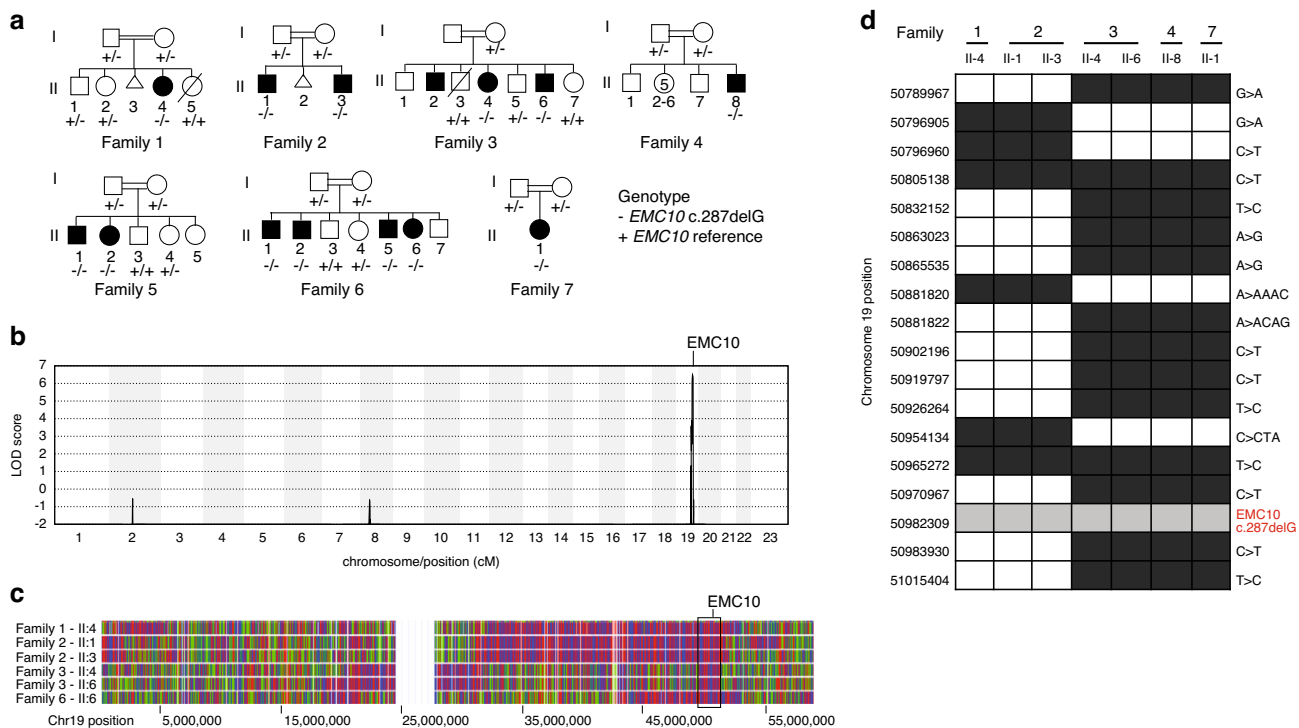 a
I
+/- +/-
II
1 2 3 4 5
+/- +/- -/- +/+
Family 1
I
+/- +/-
II
1 2 3
-/- -/-
Family 2
I
+/- +/-
II
1 2 3 4 5 6 7
+/+ -/- +/- -/- +/+
Family 3
I
+/- +/-
II
5
1 2-6 7 8
-/-
Family 4
I
+/- +/-
II
1 2 3 4 5
-/- -/- +/+ +/-
Family 5
I
+/- +/-
II
1 2 3 4 5 6 7
-/- -/- +/+ +/- -/- -/-
Family 6
I
+/- +/-
II
1
-/-
Family 7
Genotype
- EMC10 c.287delG
+ EMC10 reference
b
EMC10
LOD score
7
6
5
4
3
2
1
0
-1
-2
1 2 3 4 5 6 7 8 9 10 11 12 13 14 15 16 17 18 19 20 21 22 23
chromosome/position (cM)
c
EMC10
Family 1 - II:4
Family 2 - II:1
Family 2 - II:3
Family 3 - II:4
Family 3 - II:6
Family 6 - II:6
Chr19 position 5,000,000 15,000,000 25,000,000 35,000,000 45,000,000 55,000,000
d
Family 1 2 3 4 7
II-4 II-1 II-3 II-4 II-6 II-8 II-1
Chromosome 19 position
50789967 G>A
50796905 G>A
50796960 C>T
50805138 C>T
50832152 T>C
50863023 A>G
50865535 A>G
50881820 A>AAAC
50881822 A>ACAG
50902196 C>T
50919797 C>T
50926264 T>C
50954134 C>CTA
50965272 T>C
50970967 C>T
50982309 EMC10
c.287delG
50983930 C>T
51015404 T>C